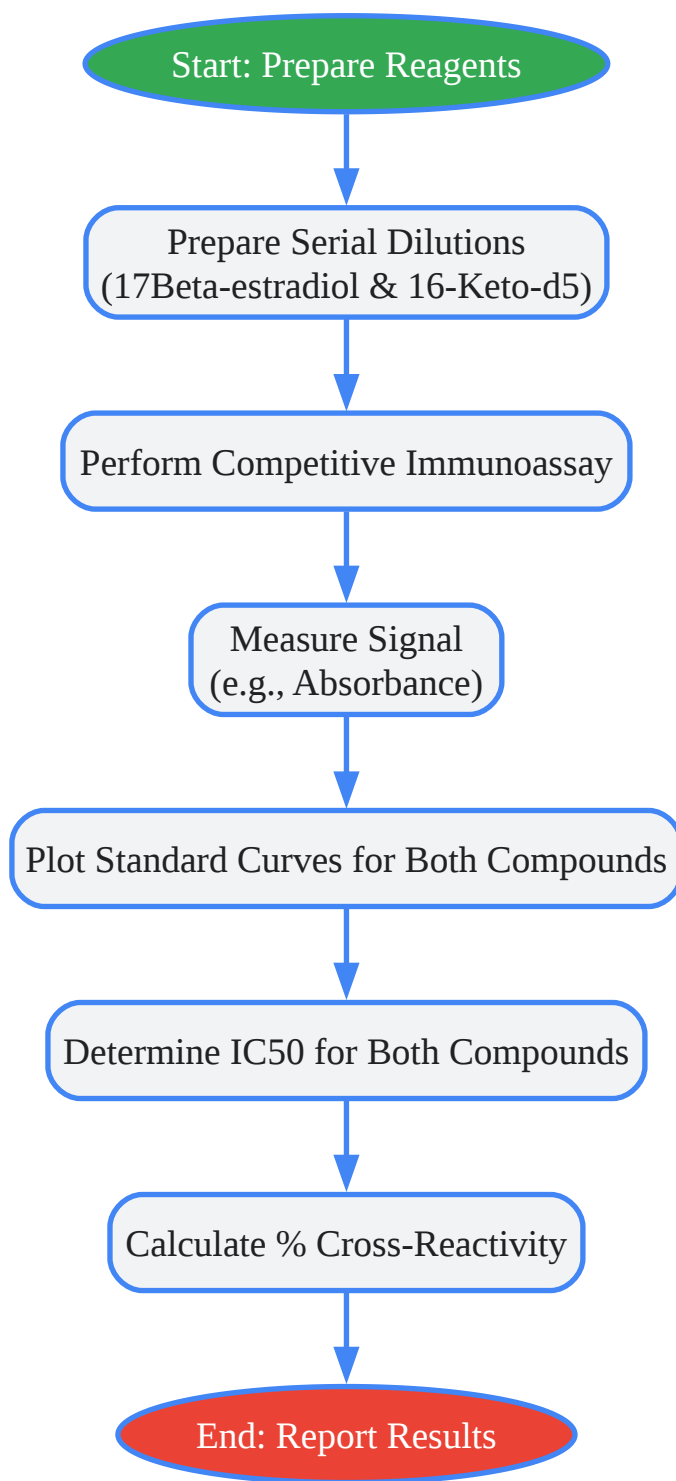 Start: Prepare Reagents
Prepare Serial Dilutions
(17Beta-estradiol & 16-Keto-d5)
Perform Competitive Immunoassay
Measure Signal
(e.g., Absorbance)
Plot Standard Curves for Both Compounds
Determine IC50 for Both Compounds
Calculate % Cross-Reactivity
End: Report Results